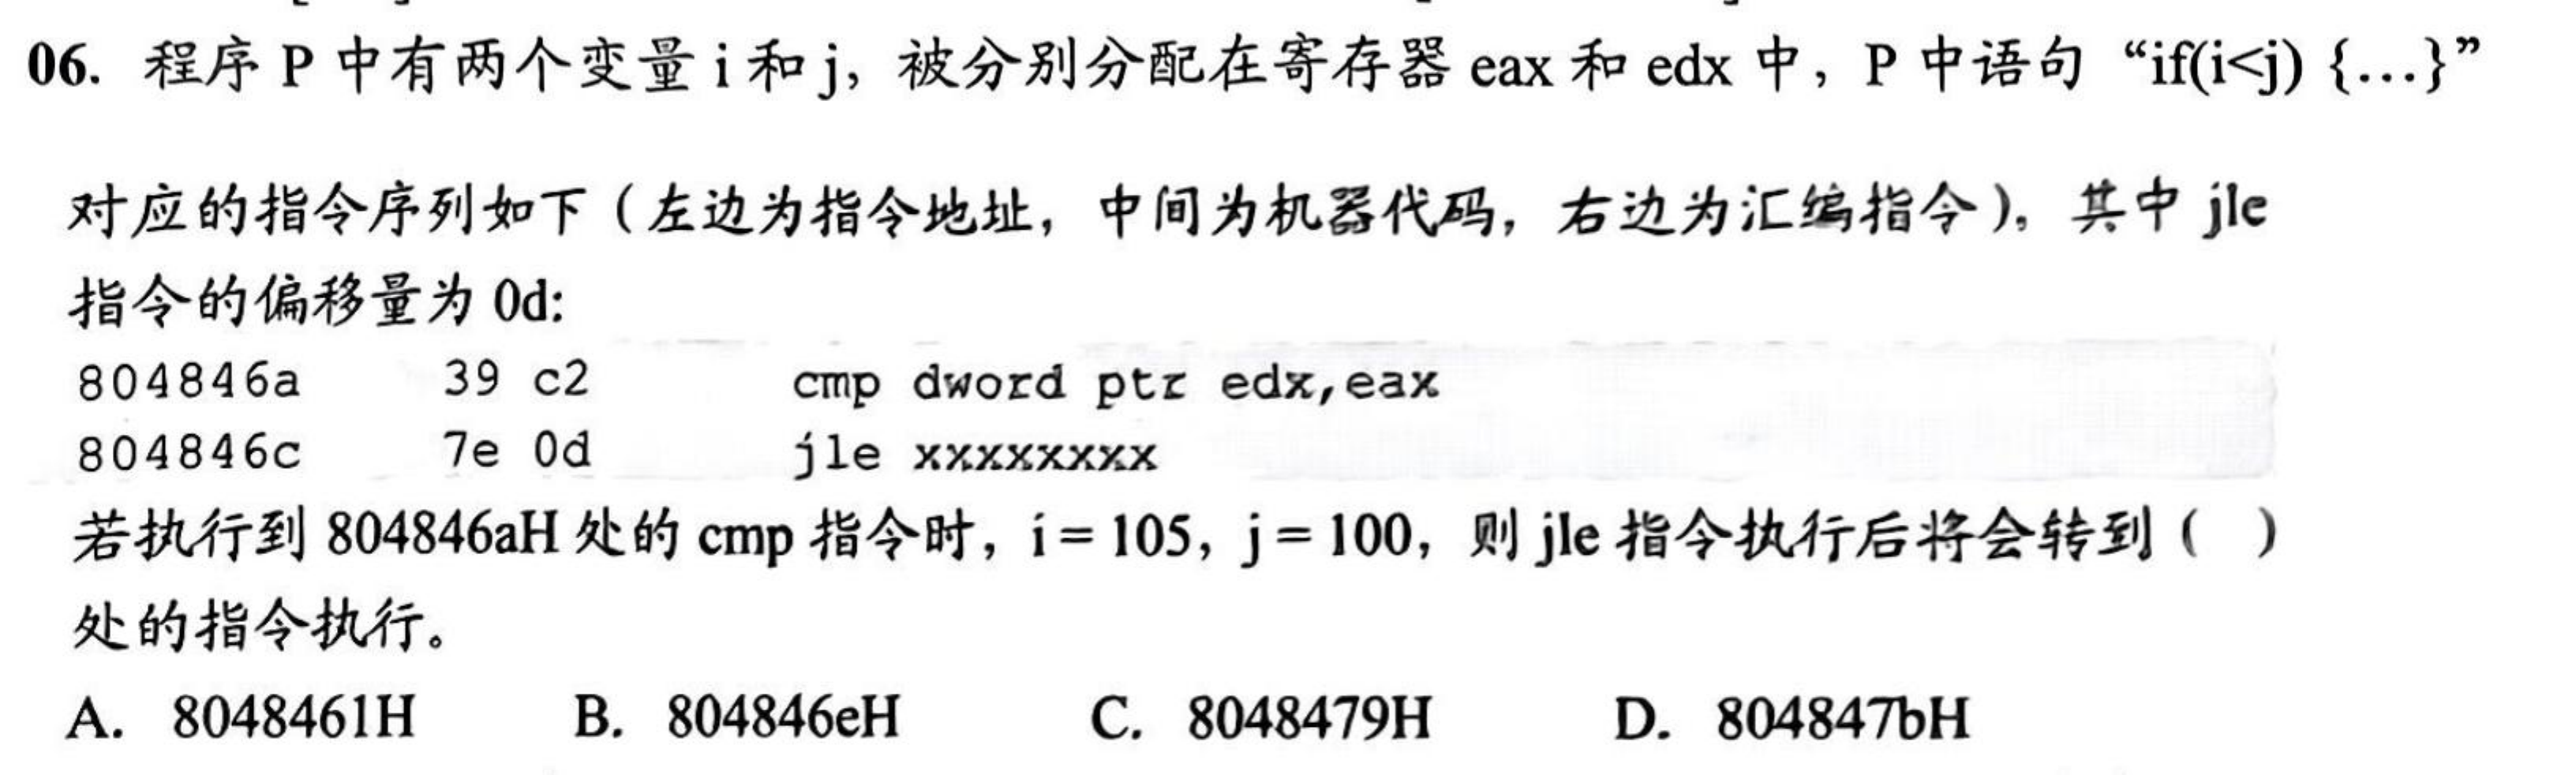 06. 程序 P 中有两个变量 i 和 j，被分别分配在寄存器 eax 和 edx 中，P 中语句 “if(i<j) {…}”
对应的指令序列如下（左边为指令地址，中间为机器代码，右边为汇编指令），其中 jle
指令的偏移量为 0d:
804846a 39 c2 cmp dword ptr edx,eax
804846c 7e 0d jle xxxxxxxx
若执行到 804846aH 处的 cmp 指令时，i = 105，j = 100，则 jle 指令执行后将会转到（ ）
处的指令执行。
A. 8048461H B. 804846eH C. 8048479H D. 804847bH